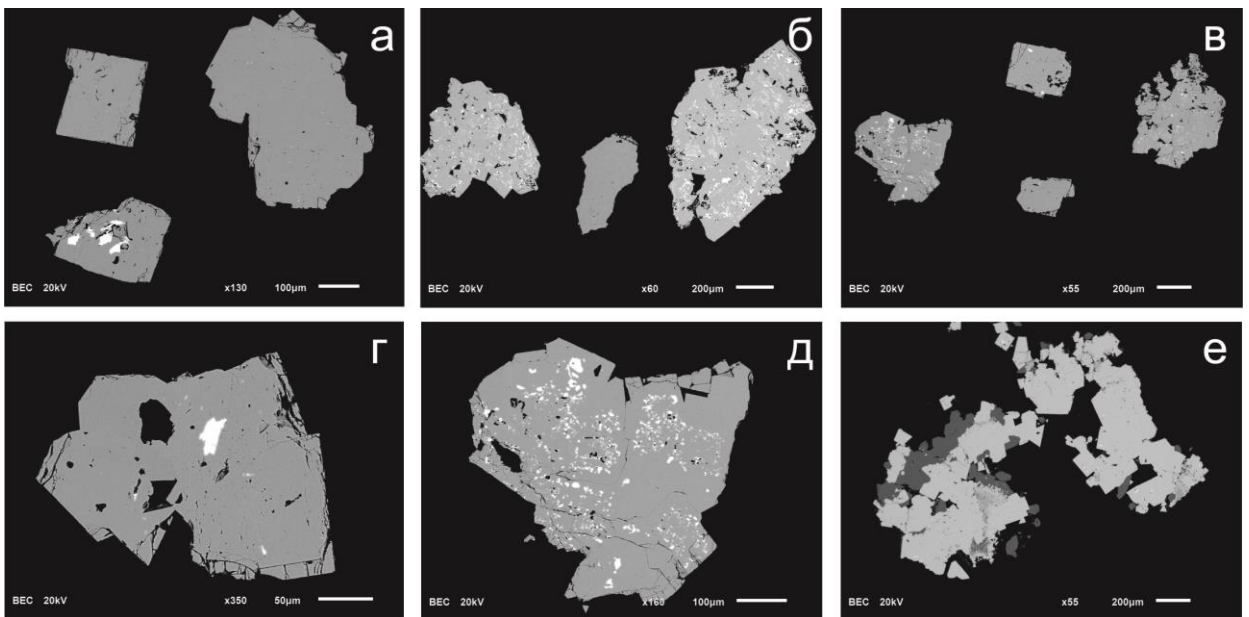 а
BEC 20kV x130 100µm
б
BEC 20kV x60 200µm
в
BEC 20kV x55 200µm
г
BEC 20kV x350 50µm
д
BEC 20kV x160 100µm
е
BEC 20kV x55 200µm